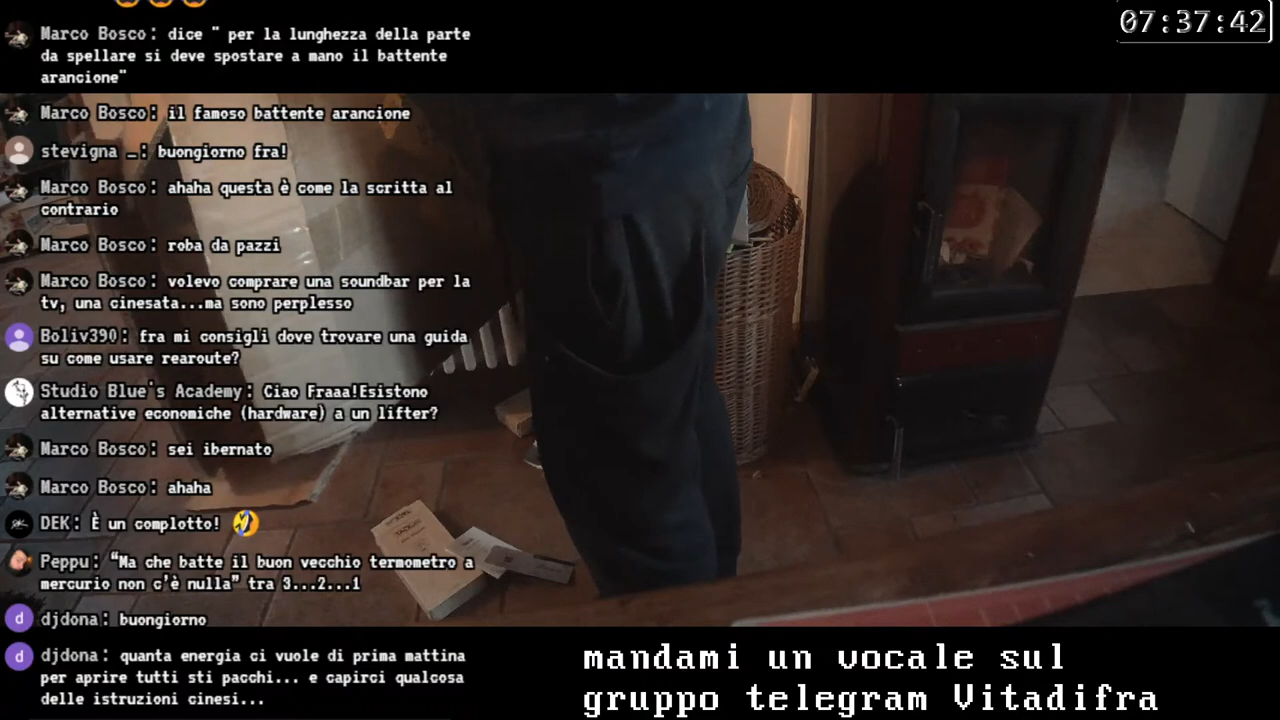 07:37:42
Marco Bosco: dice " per la lunghezza della parte
da spellare si deve spostare a mano il battente
arancione"
Marco Bosco: il famoso battente arancione
stevigna _: buongiorno fra!
Marco Bosco: ahaha questa è come la scritta al
contrario
Marco Bosco: roba da pazzi
Marco Bosco: volevo comprare una soundbar per la
tv, una cinesata...ma sono perplesso
Boliv390: fra mi consigli dove trovare una guida
su come usare rearoute?
Studio Blue's Academy: Ciao Fraaa!Esistono
alternative economiche (hardware) a un lifter?
Marco Bosco: sei ibernato
Marco Bosco: ahaha
DEK: È un complotto! 🤣
Peppu: “Ma che batte il buon vecchio termometro a
mercurio non c'è nulla” tra 3...2...1
d djdona: buongiorno
d djdona: quanta energia ci vuole di prima mattina
per aprire tutti sti pacchi... e capirci qualcosa
delle istruzioni cinesi...
mandami un vocale sul
gruppo telegram Vitadifra